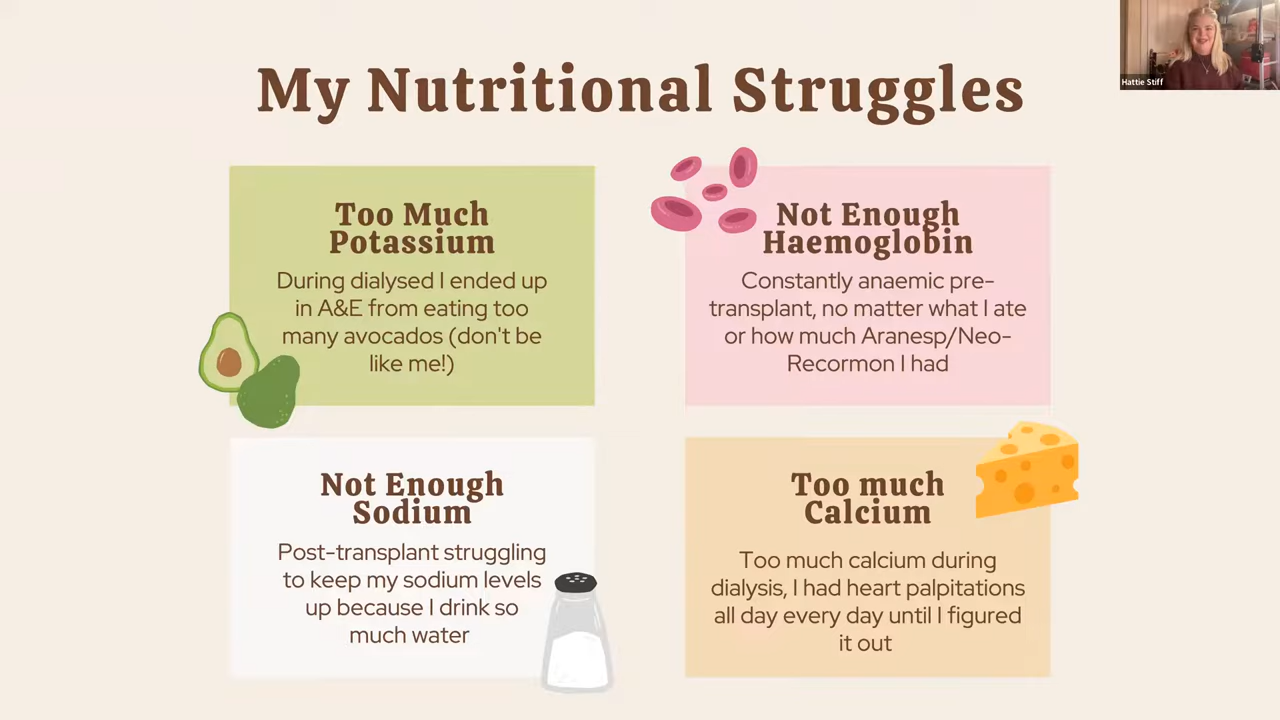 My Nutritional Struggles
Hattie Stiff
Too Much
Potassium
During dialysed I ended up
in A&E from eating too
many avocados (don't be
like me!)
Not Enough
Haemoglobin
Constantly anaemic pre-
transplant, no matter what I ate
or how much Aranesp/Neo-
Recormon I had
Not Enough
Sodium
Post-transplant struggling
to keep my sodium levels
up because I drink so
much water
Too much
Calcium
Too much calcium during
dialysis, I had heart palpitations
all day every day until I figured
it out